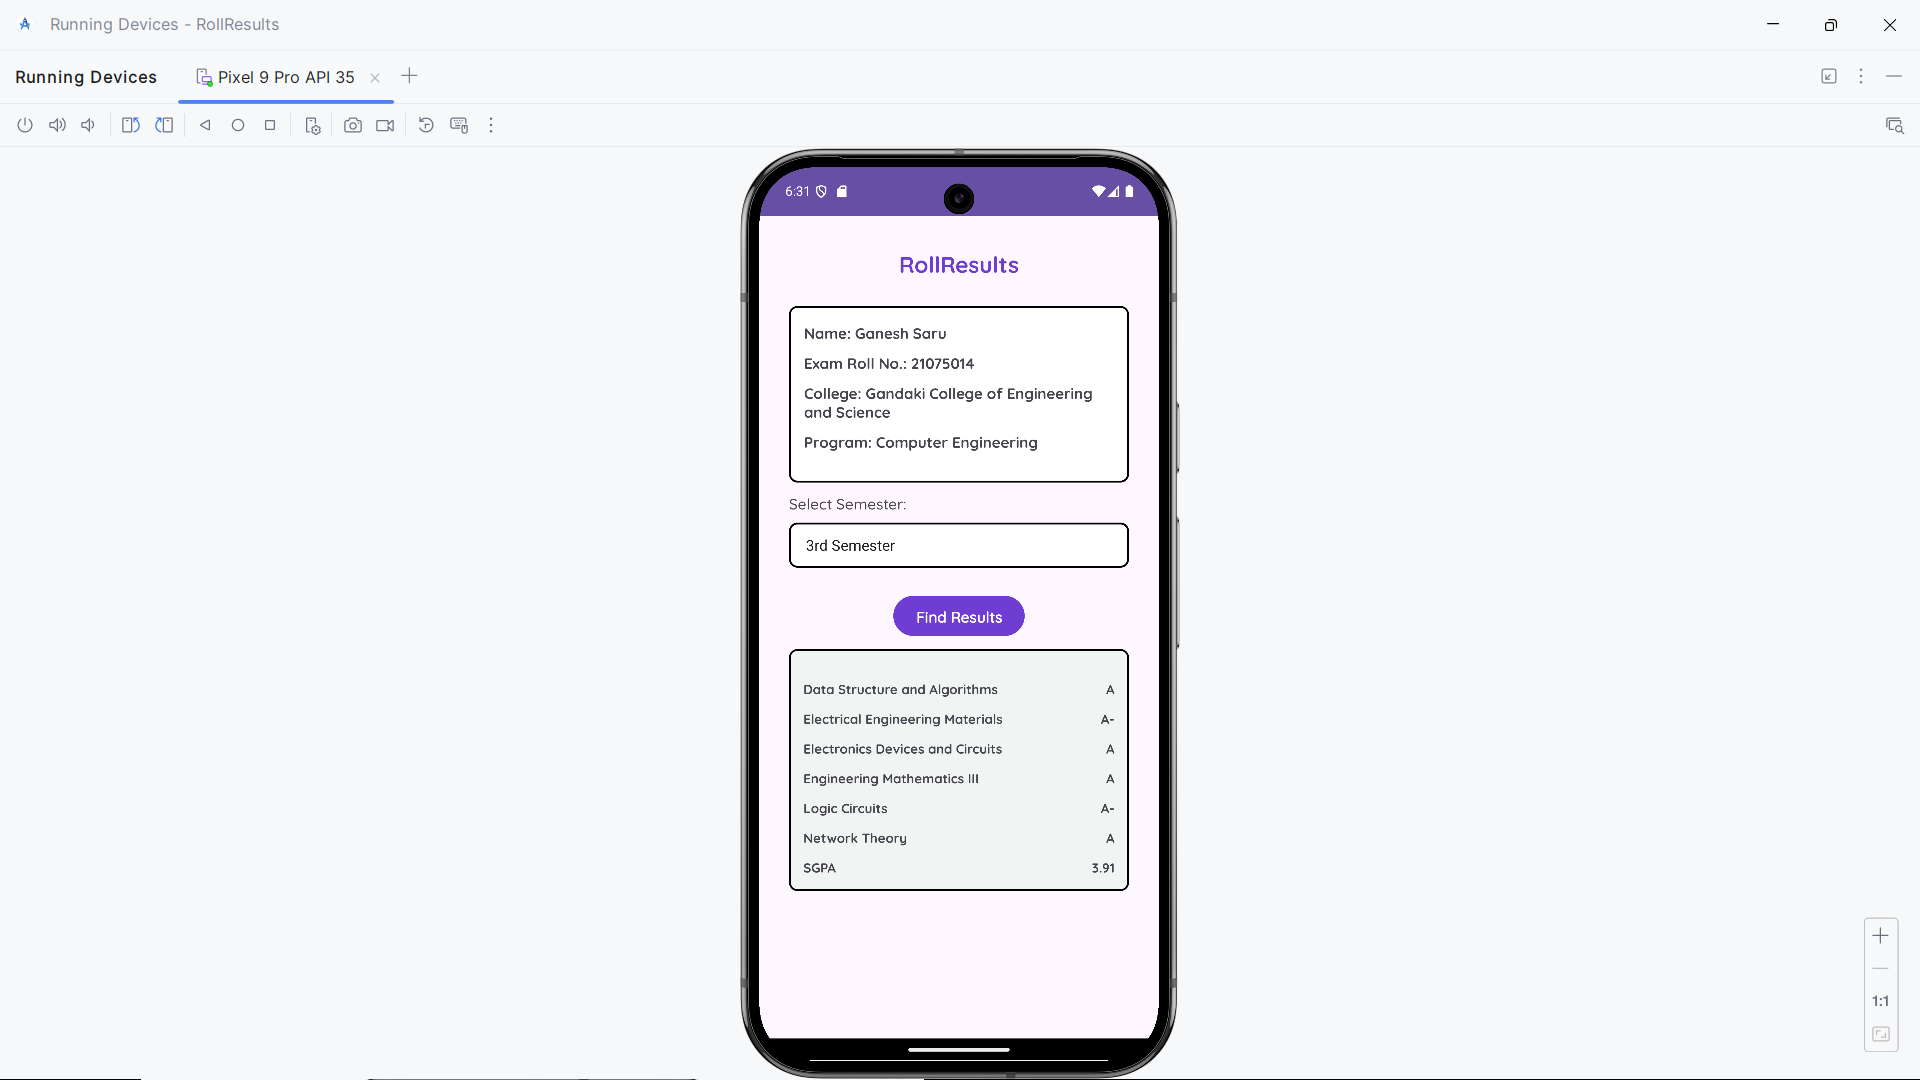 Running Devices - RollResults
Running Devices
Pixel 9 Pro API 35
6:31
RollResults
Name: Ganesh Saru
Exam Roll No.: 21075014
College: Gandaki College of Engineering
and Science
Program: Computer Engineering
Select Semester:
3rd Semester
Find Results
Data Structure and Algorithms A
Electrical Engineering Materials A-
Electronics Devices and Circuits A
Engineering Mathematics III A
Logic Circuits A-
Network Theory A
SGPA 3.91
1:1